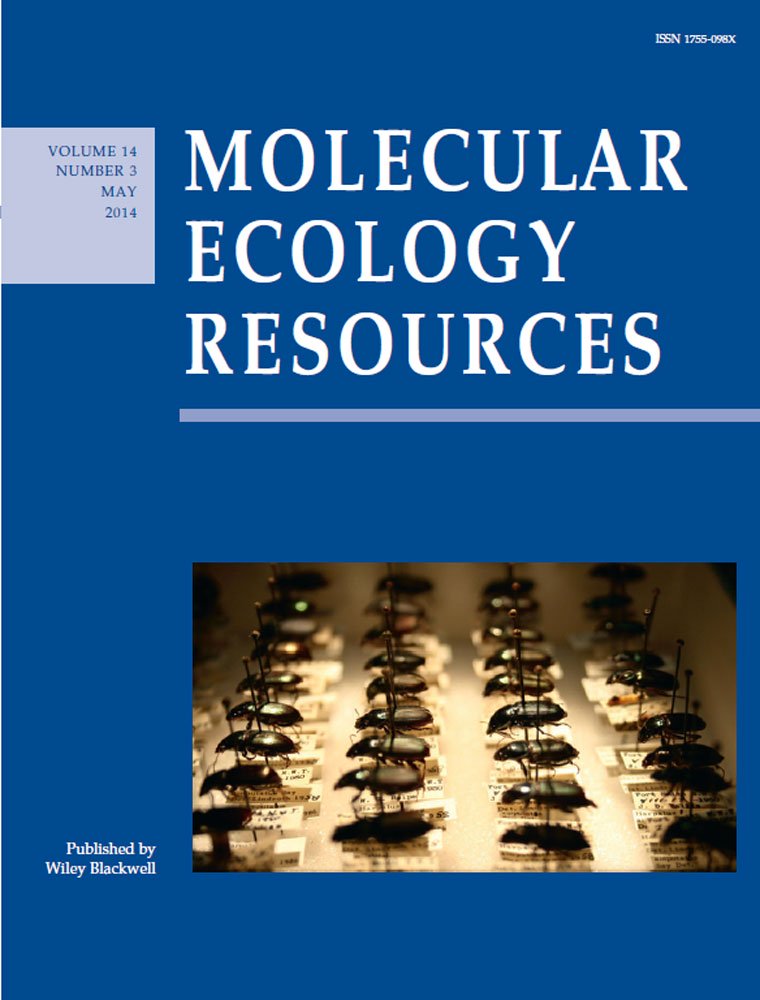 ISSN 1755-098X
VOLUME 14
NUMBER 3
MAY
2014
MOLECULAR
ECOLOGY
RESOURCES
Published by
Wiley Blackwell